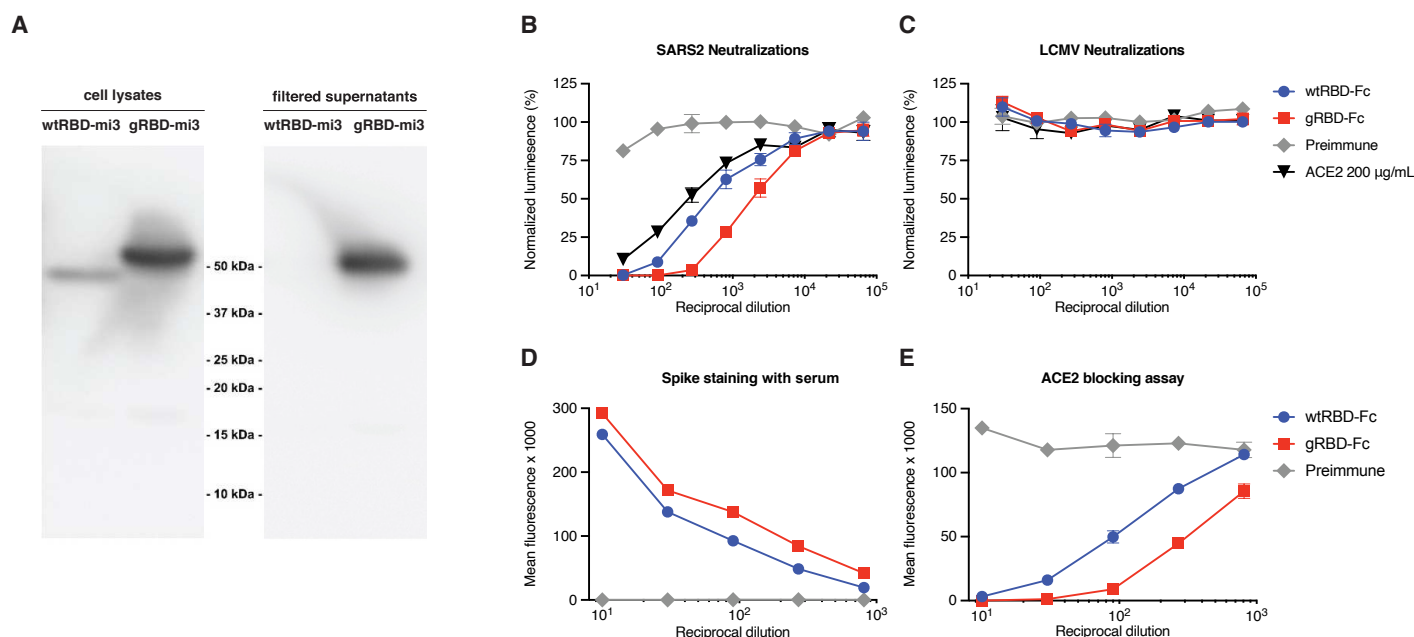 A
cell lysates
filtered supernatants
wtRBD-mi3 gRBD-mi3
wtRBD-mi3 gRBD-mi3
- 50 kDa -
- 37 kDa -
- 25 kDa -
- 20 kDa -
- 15 kDa -
- 10 kDa -
B
SARS2 Neutralizations
Normalized luminesence (%)
125
100
75
50
25
0
10¹ 10² 10³ 10⁴ 10⁵
Reciprocal dilution
C
LCMV Neutralizations
Normalized luminesence (%)
125
100
75
50
25
0
10¹ 10² 10³ 10⁴ 10⁵
Reciprocal dilution
wtRBD-Fc
gRBD-Fc
Preimmune
ACE2 200 µg/mL
D
Spike staining with serum
Mean fluorescence x 1000
300
200
100
0
10¹ 10² 10³
Reciprocal dilution
E
ACE2 blocking assay
Mean fluorescence x 1000
150
100
50
0
10¹ 10² 10³
Reciprocal dilution
wtRBD-Fc
gRBD-Fc
Preimmune